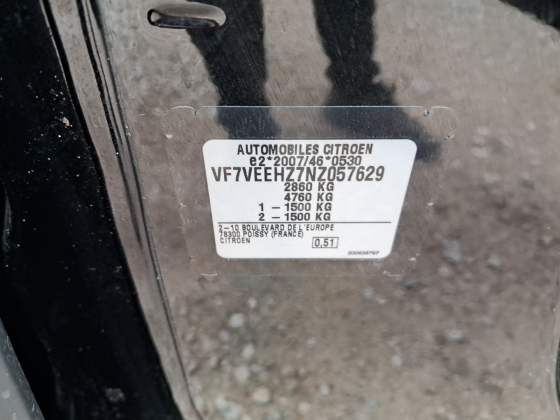 AUTOMOBILES CITROEN
e2*2007/46*0530
VF7VEEHZ7NZ057629
2860 KG
4760 KG
1 – 1500 KG
2 – 1500 KG
2-10 BOULEVARD DE L'EUROPE
78300 POISSY (FRANCE)
CITROEN
0,51